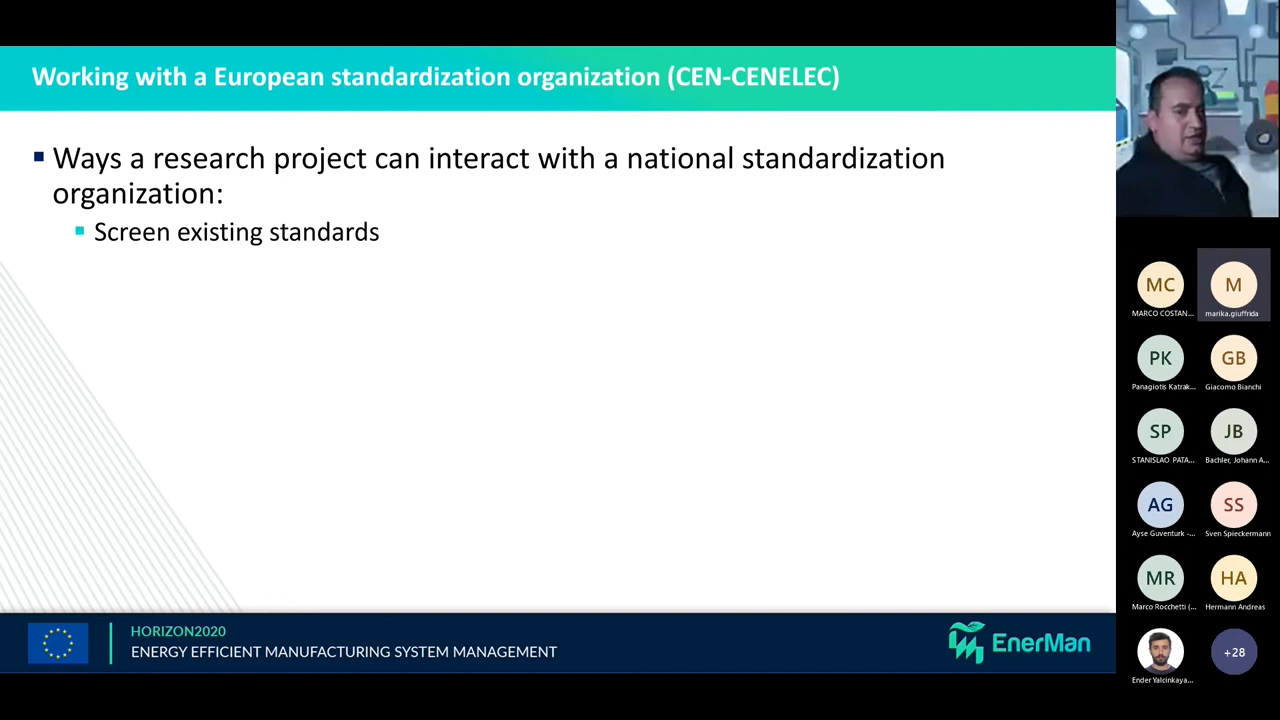 Working with a European standardization organization (CEN-CENELEC)
Ways a research project can interact with a national standardization
organization:
Screen existing standards
HORIZON2020
ENERGY EFFICIENT MANUFACTURING SYSTEM MANAGEMENT
EnerMan
MC
M
MARCO COSTAN...
marika.giuffrida
PK
GB
Panagiotis Katrak...
Giacomo Bianchi
SP
JB
STANISLAO PATA...
Bachler, Johann A...
AG
SS
Ayse Guventurk -...
Sven Spieckermann
MR
HA
Marco Rocchetti (...
Hermann Andreas
+28
Ender Yalcinkaya...